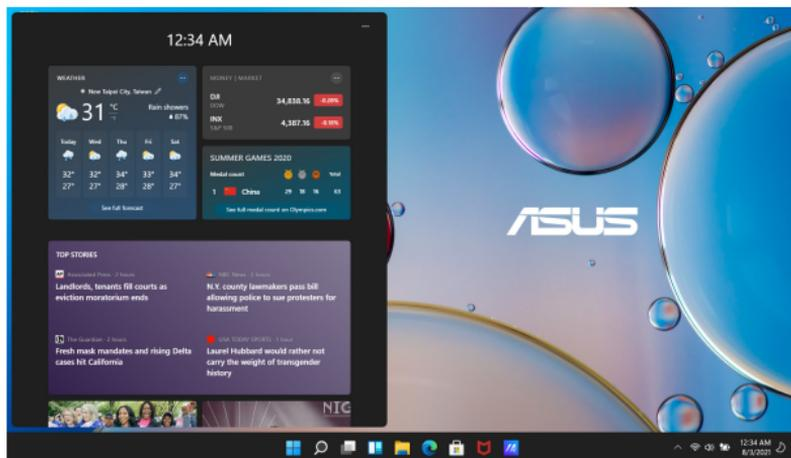 12:34 AM
WEATHER
New Taipei City, Taiwan
31 °C
°F
Rain showers
87%
Today Wed Thu Fri Sat
32° 32° 34° 33° 34°
27° 27° 28° 28° 27°
See full forecast
MONEY | MARKET
DJI
DOW
34,838.16
INX
S&P 500
4,387.16
SUMMER GAMES 2020
Medal count
Total
1 China 29 18 16 63
See full medal count on Olympics.com
TOP STORIES
Associated Press · 2 hours
Landlords, tenants fill courts as
eviction moratorium ends
NBC News · 2 hours
N.Y. county lawmakers pass bill
allowing police to sue protesters for
harassment
The Guardian · 2 hours
Fresh mask mandates and rising Delta
cases hit California
USA TODAY SPORTS · 1 hour
Laurel Hubbard would rather not
carry the weight of transgender
history
NIG
ASUS
12:34 AM
8/3/2021